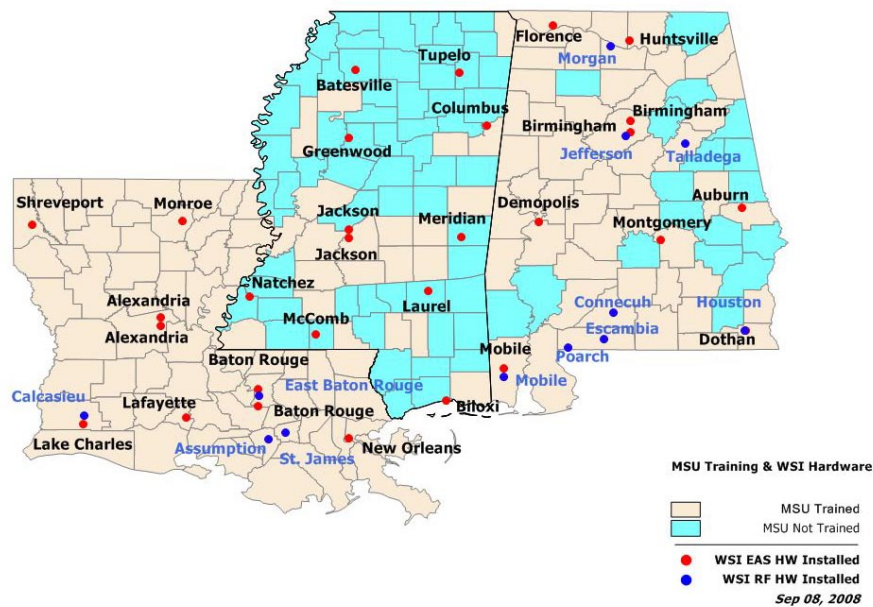 Florence
Huntsville
Morgan
Tupelo
Batesville
Columbus
Birmingham
Birmingham
Greenwood
Jefferson
Talladega
Shreveport
Monroe
Jackson
Meridian
Demopolis
Auburn
Montgomery
Jackson
Natchez
Laurel
Connecuh
Houston
Alexandria
McComb
Escambia
Alexandria
Dothan
Baton Rouge
Mobile
Poarch
East Baton Rouge
Mobile
Calcasieu
Lafayette
Baton Rouge
Biloxi
Lake Charles
Assumption
New Orleans
St. James
MSU Training & WSI Hardware
MSU Trained
MSU Not Trained
WSI EAS HW Installed
WSI RF HW Installed
Sep 08, 2008